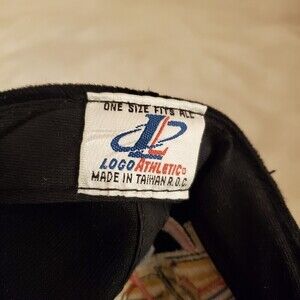 ONE SIZE FITS ALL
LOGO ATHLETIC
MADE IN TAIWAN R.O.C.